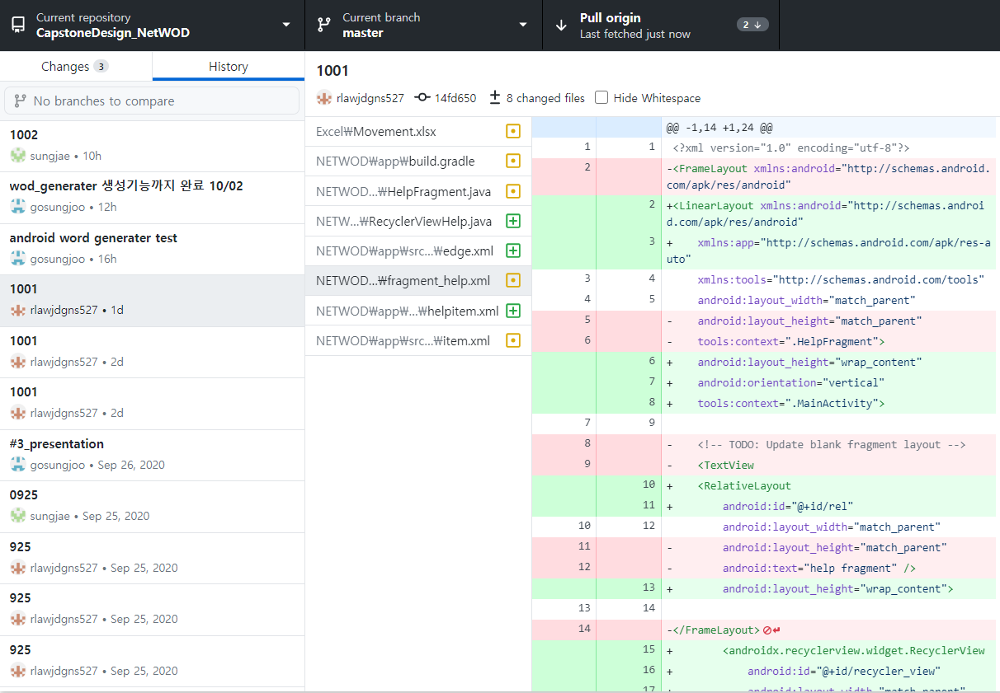 Current repository
CapstoneDesign_NetWOD
Current branch
master
Pull origin
Last fetched just now
2
Changes 3
History
No branches to compare
1002
sungjae • 10h
wod_generater 생성기능까지 완료 10/02
gosungjoo • 12h
android word generater test
gosungjoo • 16h
1001
rlawjdgns527 • 1d
1001
rlawjdgns527 • 2d
1001
rlawjdgns527 • 2d
#3_presentation
gosungjoo • Sep 26, 2020
0925
sungjae • Sep 25, 2020
925
rlawjdgns527 • Sep 25, 2020
925
rlawjdgns527 • Sep 25, 2020
925
rlawjdgns527 • Sep 25, 2020
1001
rlawjdgns527 14fd650 8 changed files Hide Whitespace
Excel₩Movement.xlsx
NETWOD₩app₩build.gradle
NETWOD...₩HelpFragment.java
NETW...₩RecyclerViewHelp.java
NETWOD₩app₩src...₩edge.xml
NETWOD...₩fragment_help.xml
NETWOD₩app₩...₩helpitem.xml
NETWOD₩app₩src...₩item.xml
@@ -1,14 +1,24 @@
1 1 <?xml version="1.0" encoding="utf-8"?>
2 -<FrameLayout xmlns:android="http://schemas.android.
com/apk/res/android"
2 +<LinearLayout xmlns:android="http://schemas.androi
d.com/apk/res/android"
3 + xmlns:app="http://schemas.android.com/apk/res-a
uto"
3 4 xmlns:tools="http://schemas.android.com/tools"
4 5 android:layout_width="match_parent"
5 - android:layout_height="match_parent"
6 - tools:context=".HelpFragment">
6 + android:layout_height="wrap_content"
7 + android:orientation="vertical"
8 + tools:context=".MainActivity">
7 9
8 - <!-- TODO: Update blank fragment layout -->
9 - <TextView
10 + <RelativeLayout
11 + android:id="@+id/rel"
10 12 android:layout_width="match_parent"
11 - android:layout_height="match_parent"
12 - android:text="help fragment" />
13 + android:layout_height="wrap_content">
13 14
14 -</FrameLayout>
15 + <androidx.recyclerview.widget.RecyclerView
16 + android:id="@+id/recycler_view"
17 + android:layout_width="match_parent"